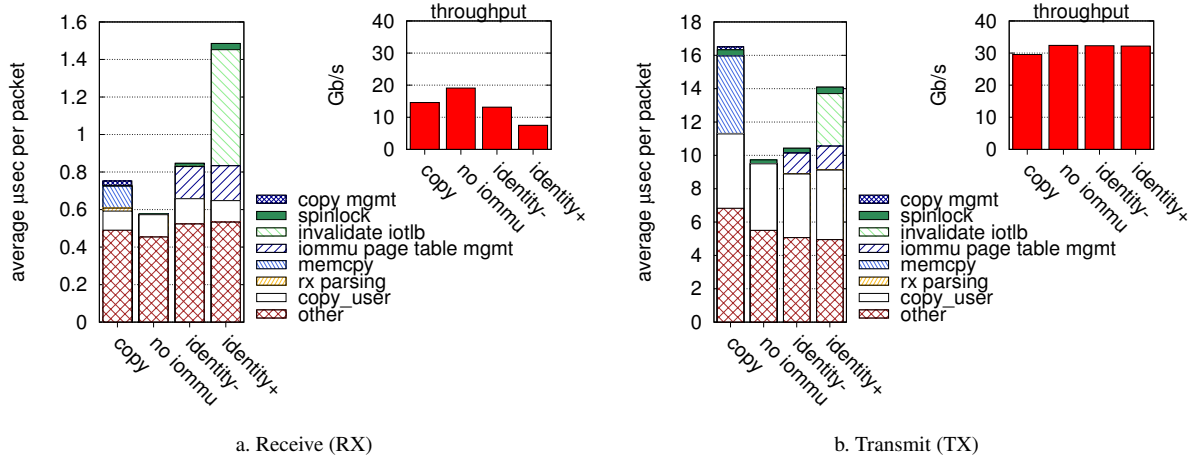 throughput
1.6
1.4
1.2
1
0.8
0.6
0.4
0.2
0
average μsec per packet
copy
no iommu
identity-
identity+
40
30
20
10
0
Gb/s
copy
no iommu
identity-
identity+
copy mgmt
spinlock
invalidate iotlb
iommu page table mgmt
memcpy
rx parsing
copy_user
other
a. Receive (RX)
throughput
18
16
14
12
10
8
6
4
2
0
average μsec per packet
copy
no iommu
identity-
identity+
40
30
20
10
0
Gb/s
copy
no iommu
identity-
identity+
copy mgmt
spinlock
invalidate iotlb
iommu page table mgmt
memcpy
rx parsing
copy_user
other
b. Transmit (TX)